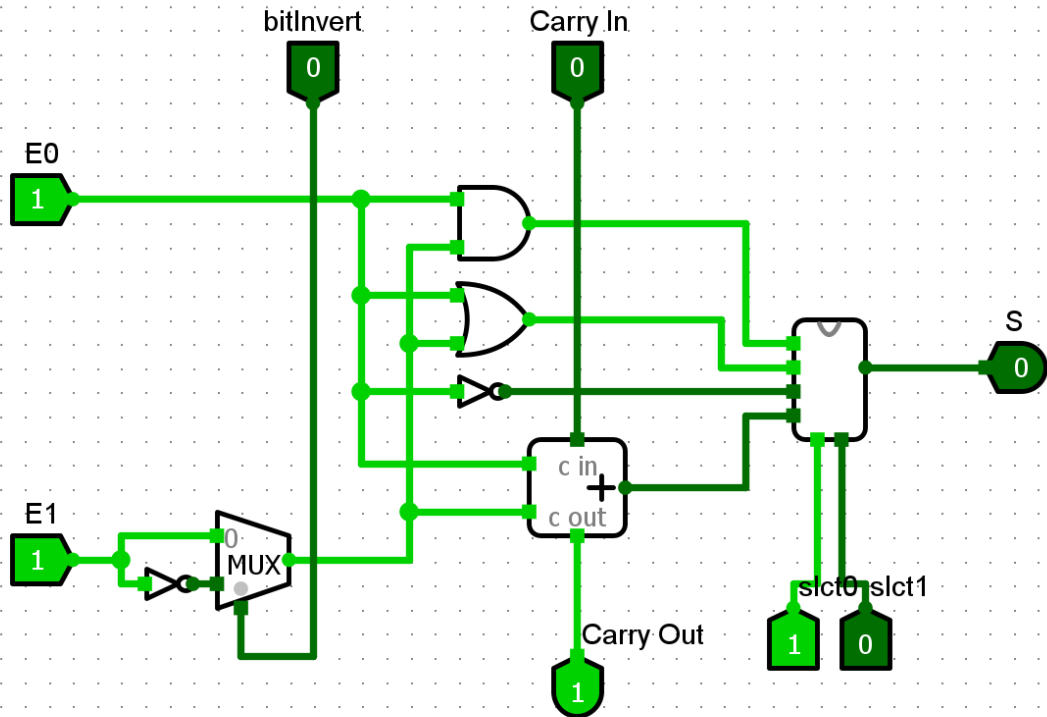 bitInvert
Carry In
0
0
E0
1
S
0
c in
+
c out
E1
1
0
MUX
slct0 slct1
1
0
Carry Out
1